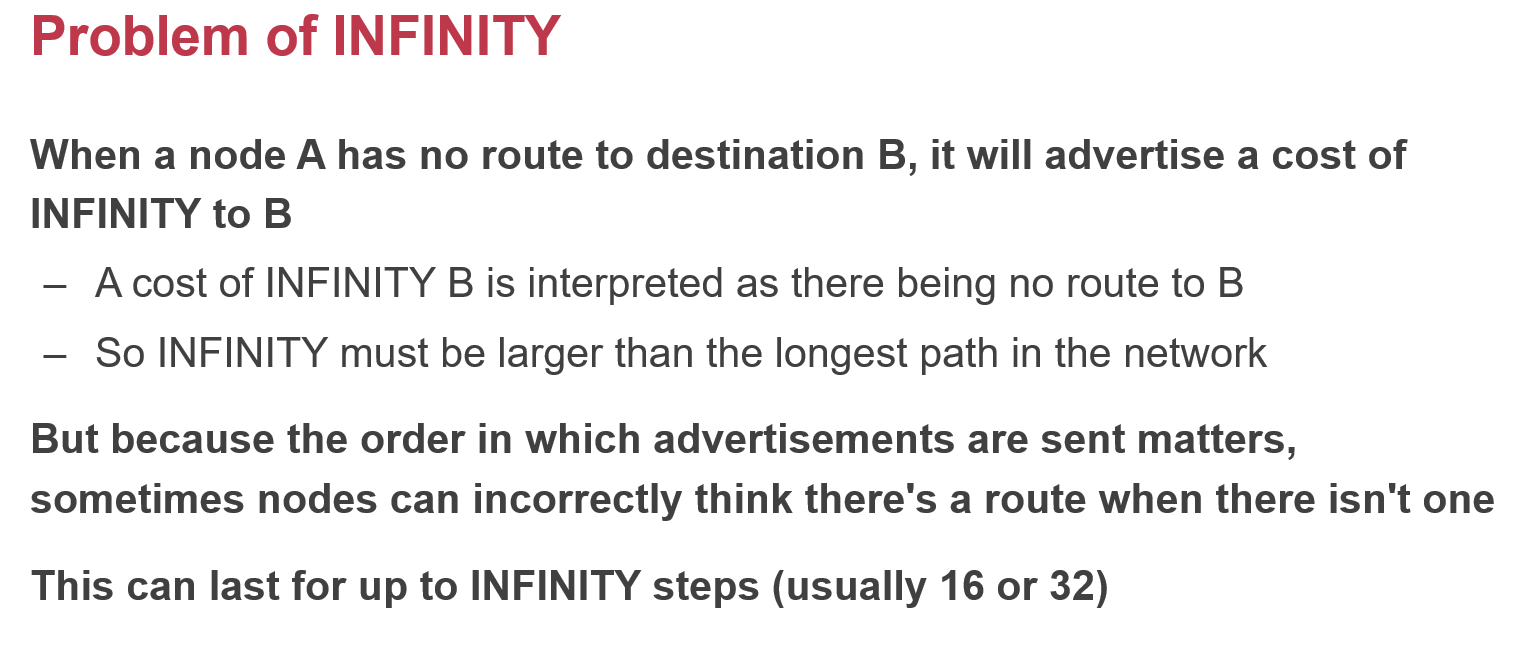 Problem of INFINITY
When a node A has no route to destination B, it will advertise a cost of
INFINITY to B
– A cost of INFINITY B is interpreted as there being no route to B
– So INFINITY must be larger than the longest path in the network
But because the order in which advertisements are sent matters,
sometimes nodes can incorrectly think there's a route when there isn't one
This can last for up to INFINITY steps (usually 16 or 32)